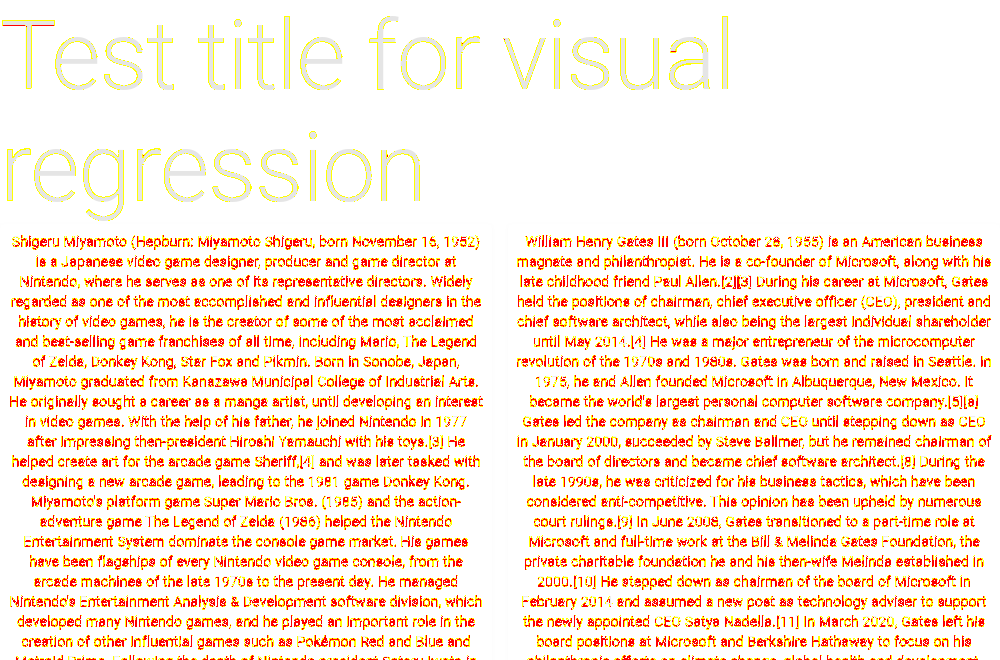 Test title for visual
regression
Shigeru Miyamoto (Hepburn: Miyamoto Shigeru, born November 16, 1952)
is a Japanese video game designer, producer and game director at
Nintendo, where he serves as one of its representative directors. Widely
regarded as one of the most accomplished and influential designers in the
history of video games, he is the creator of some of the most acclaimed
and best-selling game franchises of all time, including Mario, The Legend
of Zelda, Donkey Kong, Star Fox and Pikmin. Born in Sonobe, Japan,
Miyamoto graduated from Kanazawa Municipal College of Industrial Arts.
He originally sought a career as a manga artist, until developing an interest
in video games. With the help of his father, he joined Nintendo in 1977
after impressing then-president Hiroshi Yamauchi with his toys.[3] He
helped create art for the arcade game Sheriff,[4] and was later tasked with
designing a new arcade game, leading to the 1981 game Donkey Kong.
Miyamoto's platform game Super Mario Bros. (1985) and the action-
adventure game The Legend of Zelda (1986) helped the Nintendo
Entertainment System dominate the console game market. His games
have been flagships of every Nintendo video game console, from the
arcade machines of the late 1970s to the present day. He managed
Nintendo's Entertainment Analysis & Development software division, which
developed many Nintendo games, and he played an important role in the
creation of other influential games such as Pokémon Red and Blue and
William Henry Gates III (born October 28, 1955) is an American business
magnate and philanthropist. He is a co-founder of Microsoft, along with his
late childhood friend Paul Allen.[2][3] During his career at Microsoft, Gates
held the positions of chairman, chief executive officer (CEO), president and
chief software architect, while also being the largest individual shareholder
until May 2014.[4] He was a major entrepreneur of the microcomputer
revolution of the 1970s and 1980s. Gates was born and raised in Seattle. In
1975, he and Allen founded Microsoft in Albuquerque, New Mexico. It
became the world's largest personal computer software company.[5][a]
Gates led the company as chairman and CEO until stepping down as CEO
in January 2000, succeeded by Steve Ballmer, but he remained chairman of
the board of directors and became chief software architect.[8] During the
late 1990s, he was criticized for his business tactics, which have been
considered anti-competitive. This opinion has been upheld by numerous
court rulings.[9] In June 2008, Gates transitioned to a part-time role at
Microsoft and full-time work at the Bill & Melinda Gates Foundation, the
private charitable foundation he and his then-wife Melinda established in
2000.[10] He stepped down as chairman of the board of Microsoft in
February 2014 and assumed a new post as technology adviser to support
the newly appointed CEO Satya Nadella.[11] In March 2020, Gates left his
board positions at Microsoft and Berkshire Hathaway to focus on his